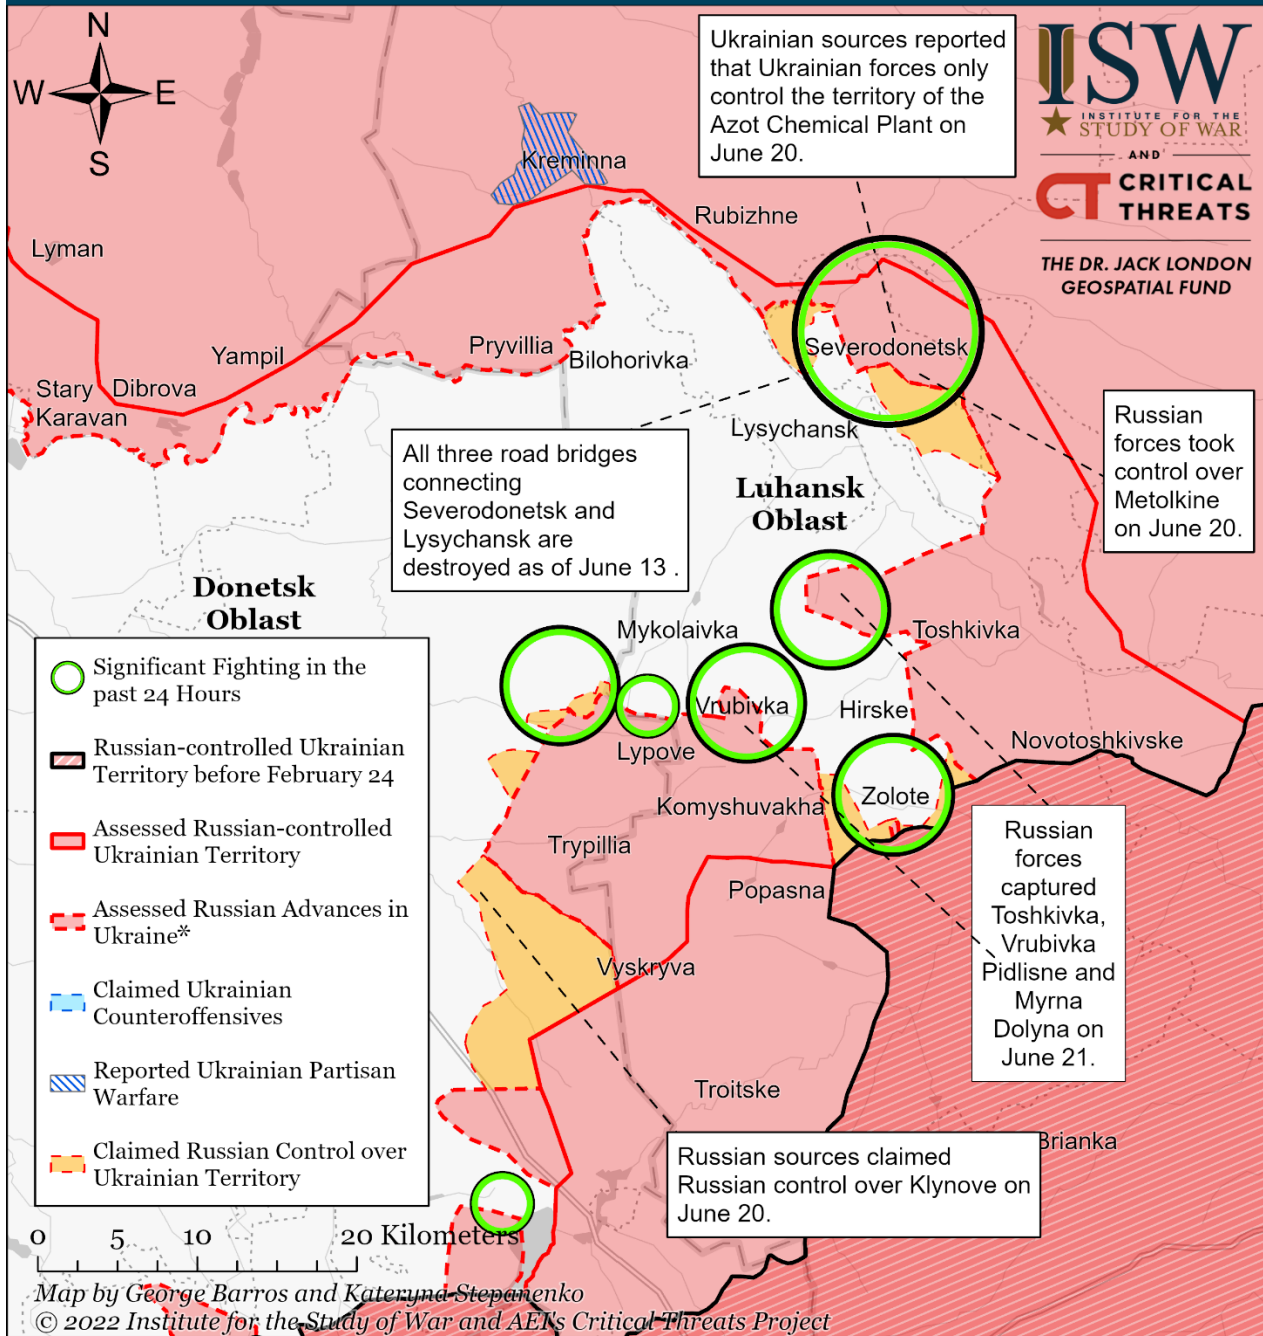 N
W E
S
Ukrainian sources reported
that Ukrainian forces only
control the territory of the
Azot Chemical Plant on
June 20.
ISW
INSTITUTE FOR THE
STUDY OF WAR
AND
CT CRITICAL
THREATS
THE DR. JACK LONDON
GEOSPATIAL FUND
Kreminna
Rubizhne
Lyman
Yampil
Pryvillia
Bilohorivka
Severodonetsk
Stary
Karavan
Dibrova
Lysychansk
Russian
forces took
control over
Metolkine
on June 20.
All three road bridges
connecting
Severodonetsk and
Lysychansk are
destroyed as of June 13 .
Luhansk
Oblast
Donetsk
Oblast
Mykolaivka
Toshkivka
Vrubivka
Hirske
Lypove
Novotoshkivske
Komyshuvakha
Zolote
Trypillia
Popasna
Vyskryva
Troitske
Brianka
Russian
forces
captured
Toshkivka,
Vrubivka
Pidlisne and
Myrna
Dolyna on
June 21.
Russian sources claimed
Russian control over Klynove on
June 20.
Significant Fighting in the
past 24 Hours
Russian-controlled Ukrainian
Territory before February 24
Assessed Russian-controlled
Ukrainian Territory
Assessed Russian Advances in
Ukraine*
Claimed Ukrainian
Counteroffensives
Reported Ukrainian Partisan
Warfare
Claimed Russian Control over
Ukrainian Territory
0 5 10 20 Kilometers
Map by George Barros and Kateryna Stepanenko
© 2022 Institute for the Study of War and AEI's Critical Threats Project